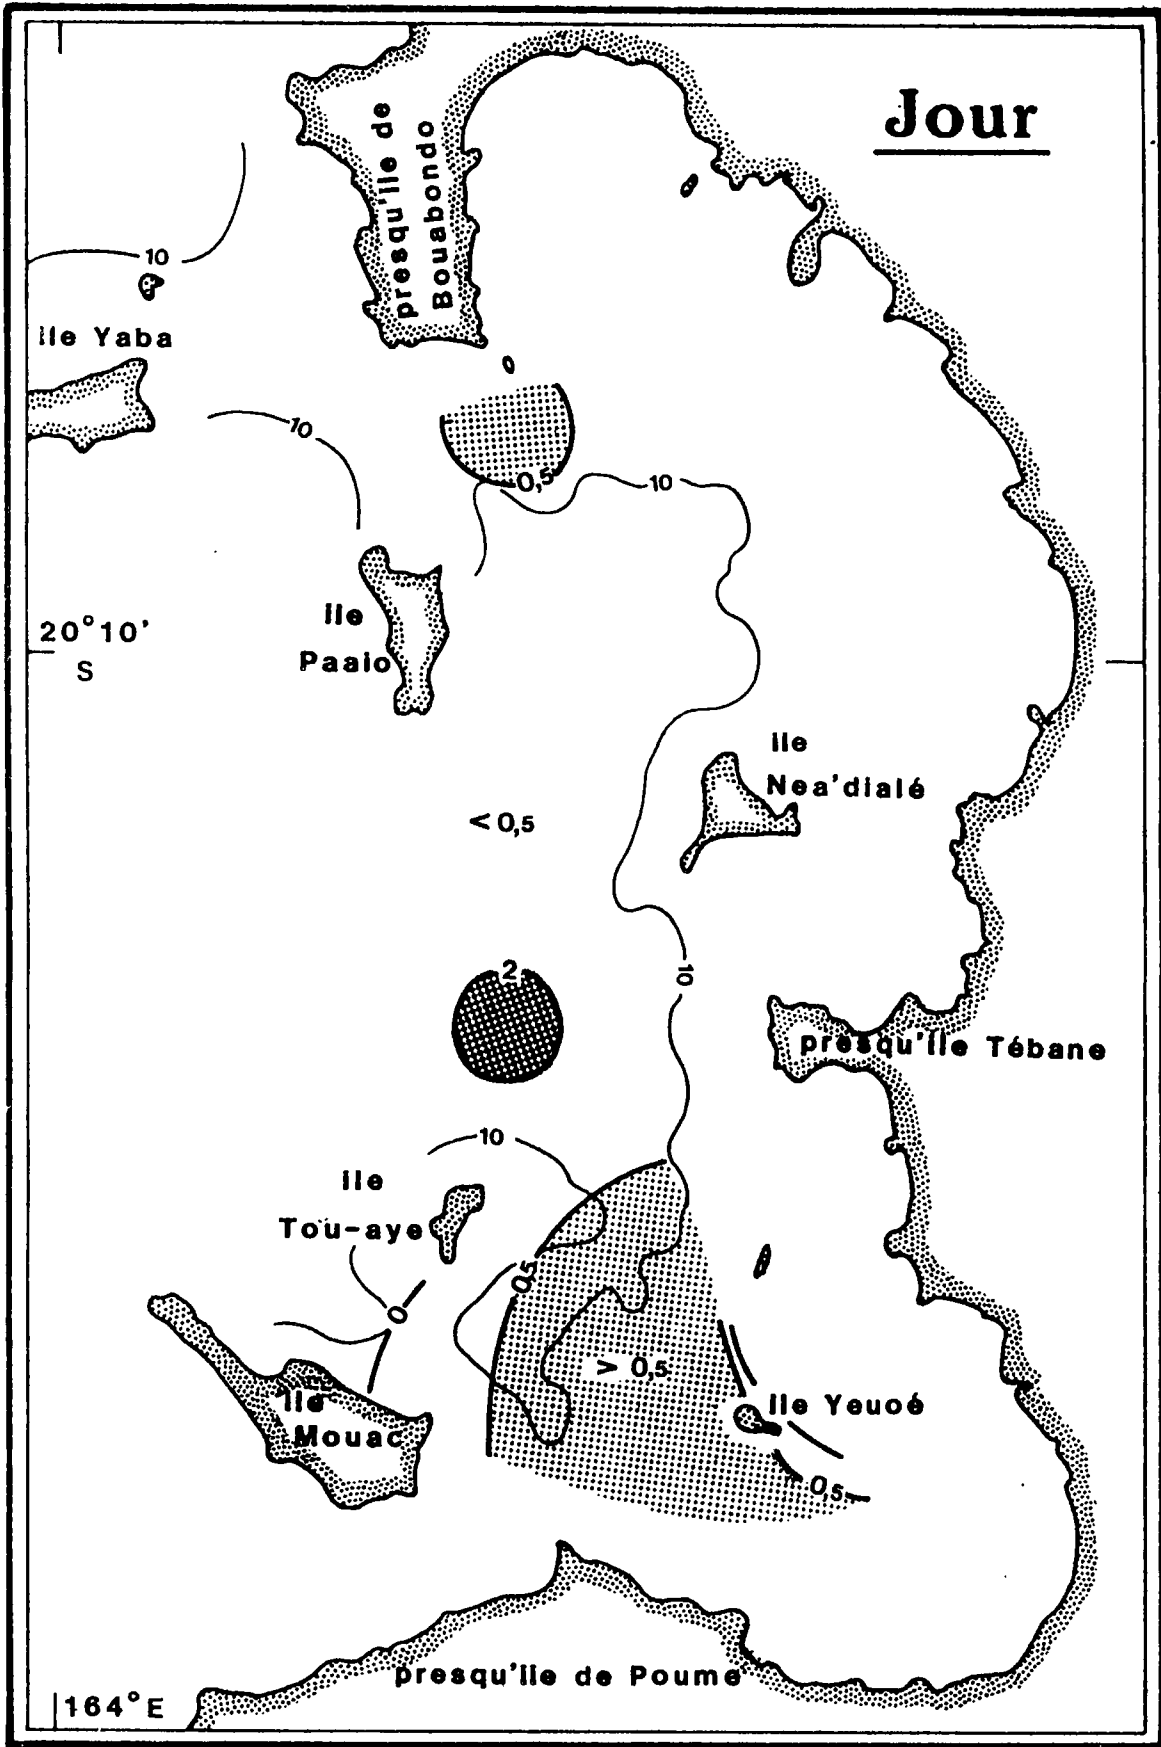 Jour
presqu'île de
Bouabondo
10
île Yaba
10
0,5
10
île
Paaio
20°10'
S
île
Nea'dialé
< 0,5
2
10
presqu'île Tébane
10
île
Tou-aye
0,5
0
> 0,5
île Yeuoé
île
Mouac
0,5
presqu'île de Poume
164°E